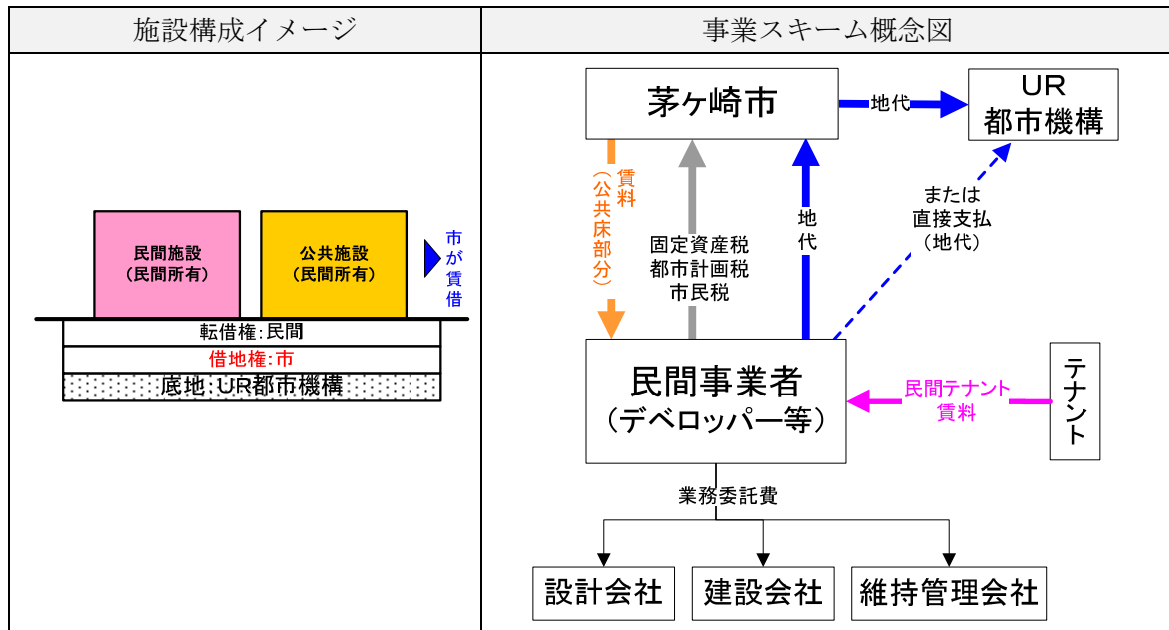 施設構成イメージ
民間施設
(民間所有)
公共施設
(民間所有)
市が賃借
転借権：民間
借地権：市
底地：UR都市機構
事業スキーム概念図
茅ヶ崎市
地代
UR
都市機構
賃料
（公共床部分）
固定資産税
都市計画税
市民税
地代
または
直接支払
（地代）
民間事業者
（デベロッパー等）
民間テナント
賃料
テナント
業務委託費
設計会社
建設会社
維持管理会社